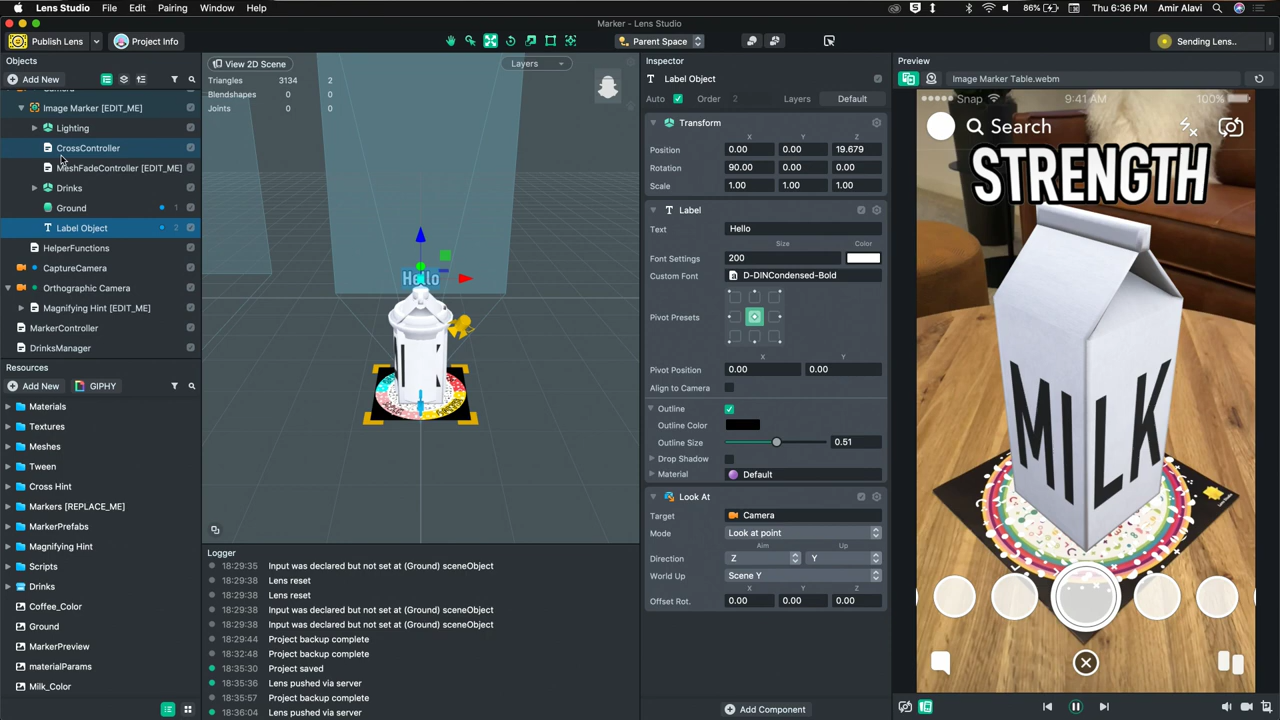 Lens Studio File Edit Project Window Help
86% Thu 6:36 PM Amir Alavi
Marker - Lens Studio
Publish Lens Project Info Parent Space Sending Lens..
Objects
Add New
Image Marker [EDIT_ME]
Lighting
CrossController
MeshFadeController [EDIT_ME]
Drinks
Ground 1
Label Object 2
HelperFunctions
CaptureCamera
Orthographic Camera
Magnifying Hint [EDIT_ME]
MarkerController
DrinksManager
Resources
Add New GIPHY
Materials
Textures
Meshes
Tween
Cross Hint
Markers [REPLACE_ME]
MarkerPrefabs
Magnifying Hint
Scripts
Drinks
Coffee_Color
Ground
MarkerPreview
materialParams
Milk_Color
View 2D Scene Layers
Triangles 3134 2
Blendshapes 0 0
Joints 0 0
Hello
Logger
18:29:35 Input was declared but not set at (Ground) sceneObject
18:29:38 Lens reset
18:29:38 Lens reset
18:29:38 Input was declared but not set at (Ground) sceneObject
18:29:38 Input was declared but not set at (Ground) sceneObject
18:29:44 Project backup complete
18:32:48 Project backup complete
18:35:30 Project saved
18:35:36 Lens pushed via server
18:35:57 Project backup complete
18:36:04 Lens pushed via server
Inspector
Label Object
Auto Order 2 Layers Default
Transform
X Y Z
Position 0.00 0.00 19.679
Rotation 90.00 0.00 0.00
Scale 1.00 1.00 1.00
Label
Text Hello
Size Color
Font Settings 200
Custom Font D-DINCondensed-Bold
Pivot Presets
X Y
Pivot Position 0.00 0.00
Align to Camera
Outline
Outline Color
Outline Size 0.51
Drop Shadow
Material Default
Look At
Target Camera
Mode Look at point
Aim Up
Direction Z Y
World Up Scene Y
X Y Z
Offset Rot. 0.00 0.00 0.00
Add Component
Preview
Image Marker Table.webm
Snap 9:41 AM 100%
Search
STRENGTH
MILK